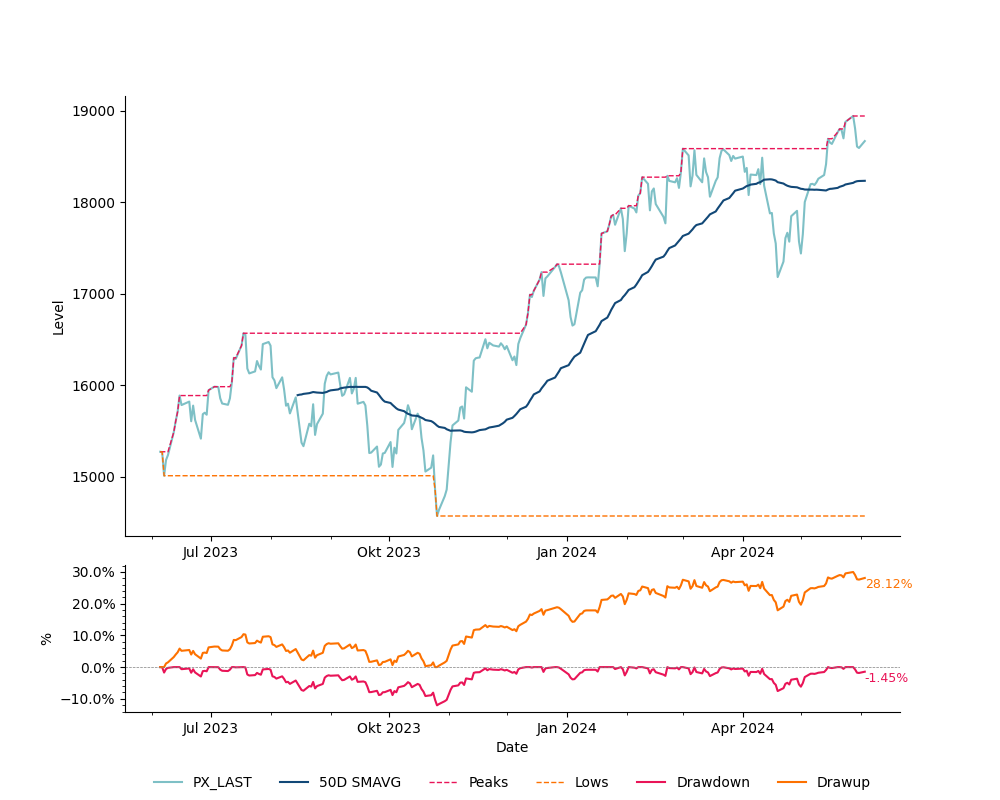 19000
18000
17000
16000
15000
Level
Jul 2023 Okt 2023 Jan 2024 Apr 2024
30.0%
20.0%
10.0%
0.0%
−10.0%
%
28.12%
-1.45%
Jul 2023 Okt 2023 Jan 2024 Apr 2024
Date
PX_LAST 50D SMAVG Peaks Lows Drawdown Drawup